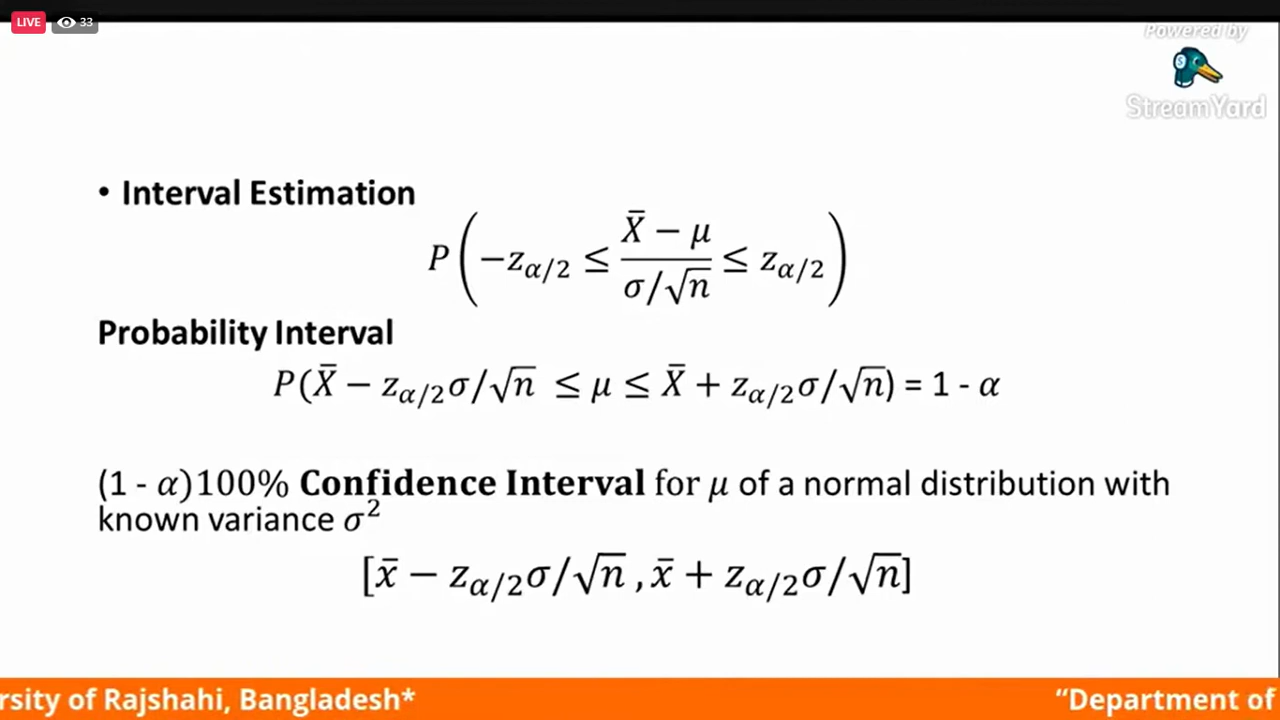 LIVE 33
Powered by
StreamYard
• Interval Estimation
P(−z_{α/2} ≤ \frac{X̄ − μ}{σ/√n} ≤ z_{α/2})
Probability Interval
P(X̄ − z_{α/2}σ/√n ≤ μ ≤ X̄ + z_{α/2}σ/√n) = 1 - α
(1 - α)100% Confidence Interval for μ of a normal distribution with
known variance σ²
[x̄ − z_{α/2}σ/√n , x̄ + z_{α/2}σ/√n]
rsity of Rajshahi, Bangladesh* “Department of